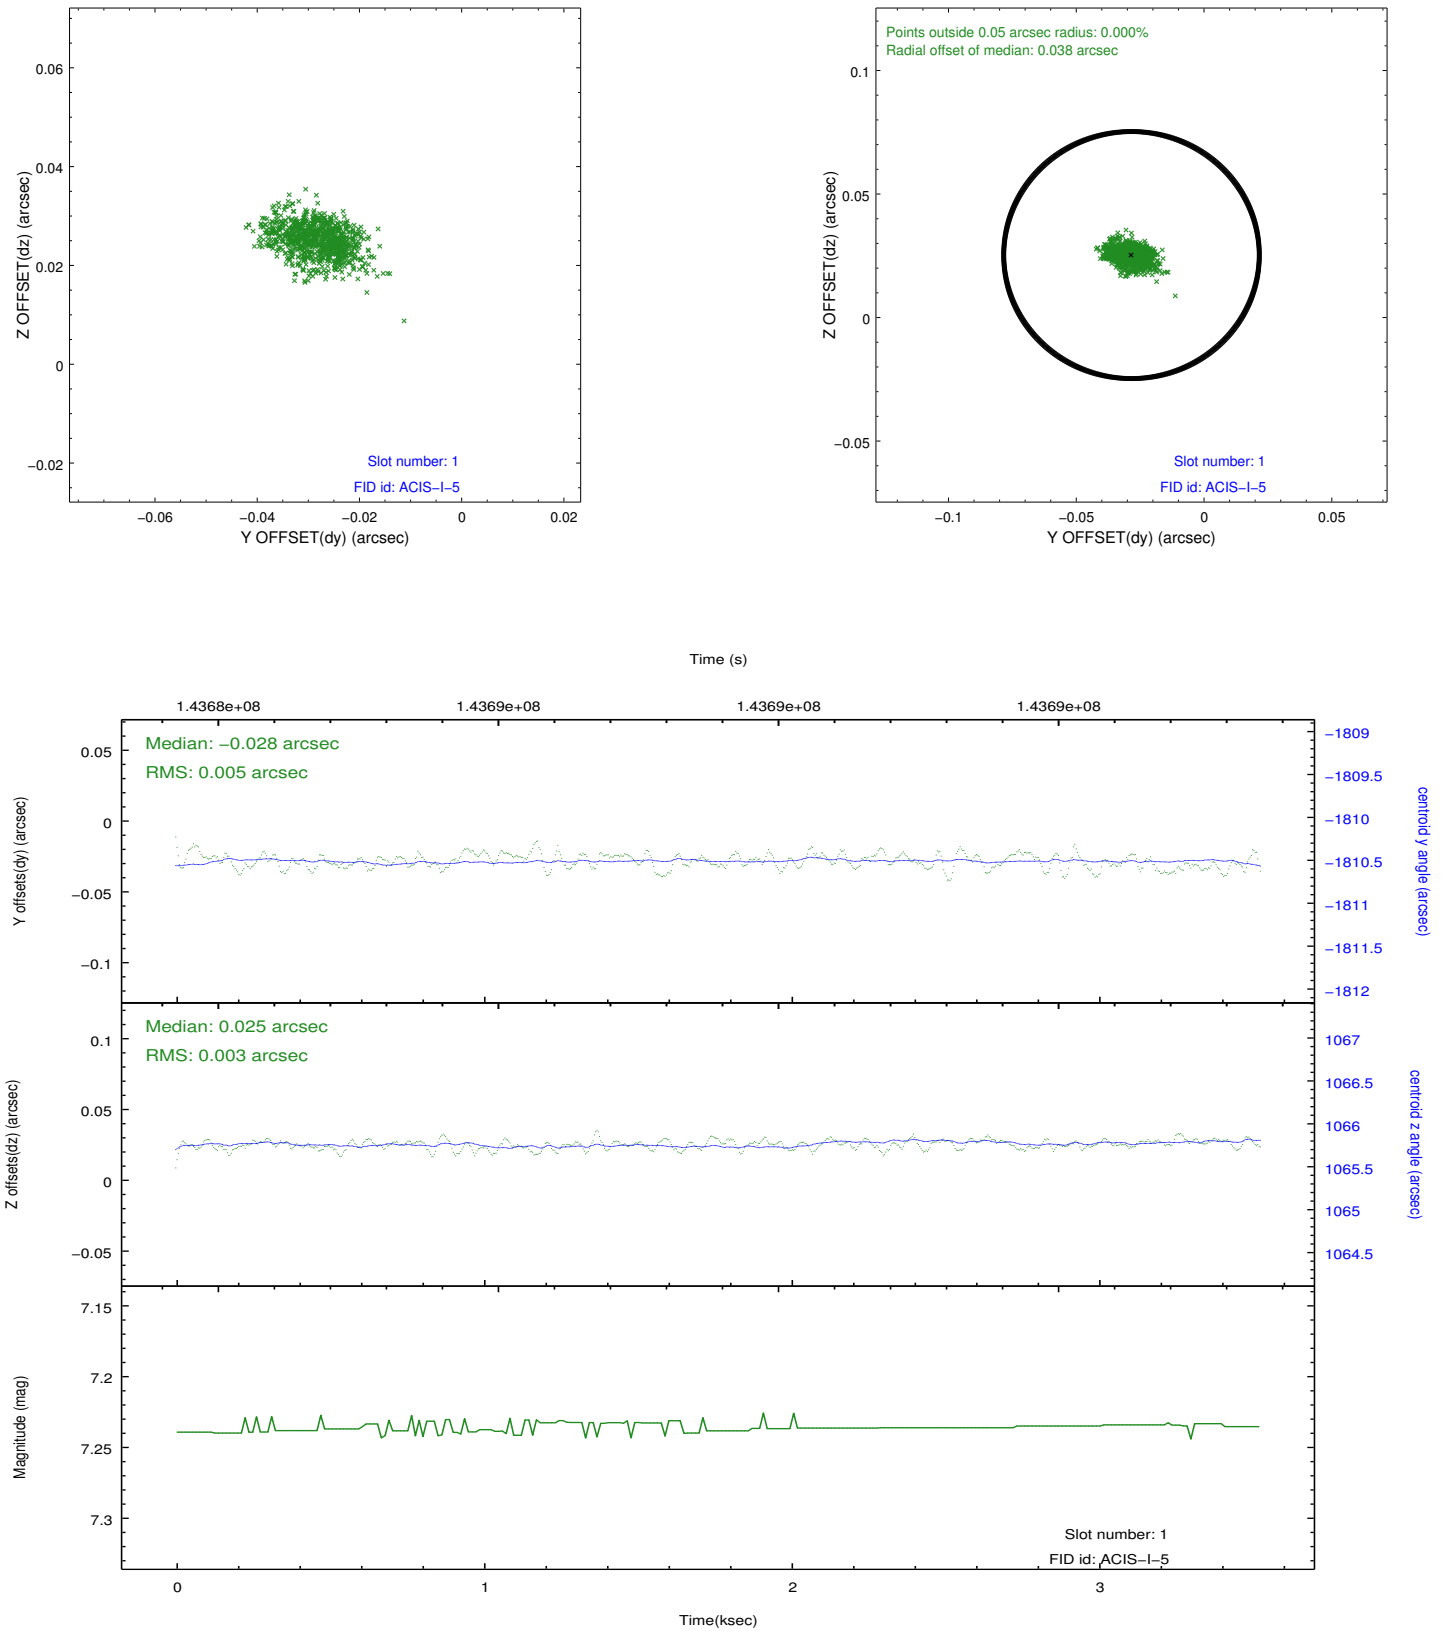 0.06
0.04
0.02
0
−0.02
Z OFFSET(dz) (arcsec)
Slot number: 1
FID id: ACIS−I−5
−0.06
−0.04
−0.02
0
0.02
Y OFFSET(dy) (arcsec)
Points outside 0.05 arcsec radius: 0.000%
Radial offset of median: 0.038 arcsec
0.1
0.05
0
−0.05
Z OFFSET(dz) (arcsec)
Slot number: 1
FID id: ACIS−I−5
−0.1
−0.05
0
0.05
Y OFFSET(dy) (arcsec)
Time (s)
1.4368e+08
1.4369e+08
1.4369e+08
1.4369e+08
Median: −0.028 arcsec
RMS: 0.005 arcsec
0.05
0
−0.05
−0.1
Y offsets(dy) (arcsec)
−1809
−1809.5
−1810
−1810.5
−1811
−1811.5
−1812
centroid y angle (arcsec)
Median: 0.025 arcsec
RMS: 0.003 arcsec
0.1
0.05
0
−0.05
Z offsets(dz) (arcsec)
1067
1066.5
1066
1065.5
1065
1064.5
centroid z angle (arcsec)
7.15
7.2
7.25
7.3
Magnitude (mag)
Slot number: 1
FID id: ACIS−I−5
0
1
2
3
Time(ksec)